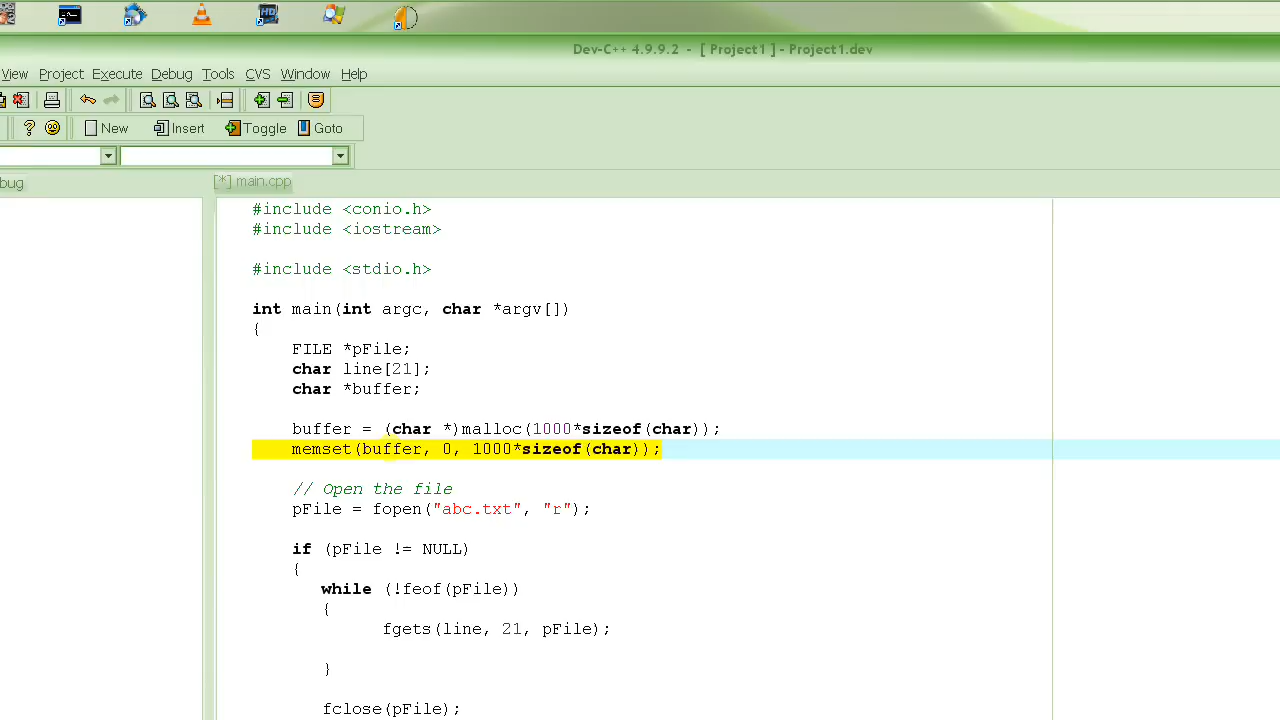 Dev-C++ 4.9.9.2 - [ Project1 ] - Project1.dev
View Project Execute Debug Tools CVS Window Help
New Insert Toggle Goto
bug
[*] main.cpp
#include <conio.h>
#include <iostream>
#include <stdio.h>
int main(int argc, char *argv[])
{
FILE *pFile;
char line[21];
char *buffer;
buffer = (char *)malloc(1000*sizeof(char));
memset(buffer, 0, 1000*sizeof(char));
// Open the file
pFile = fopen("abc.txt", "r");
if (pFile != NULL)
{
while (!feof(pFile))
{
fgets(line, 21, pFile);
}
fclose(pFile);